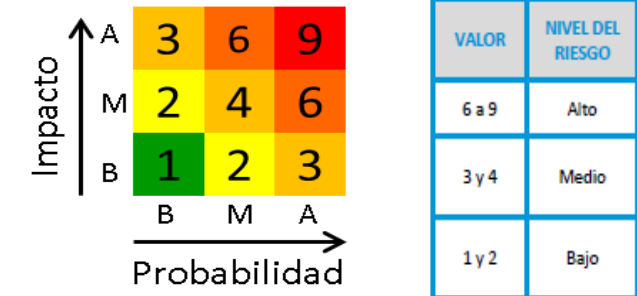 Impacto
A 3 6 9
M 2 4 6
B 1 2 3
B M A
Probabilidad
VALOR NIVEL DEL
RIESGO
6 a 9 Alto
3 y 4 Medio
1 y 2 Bajo